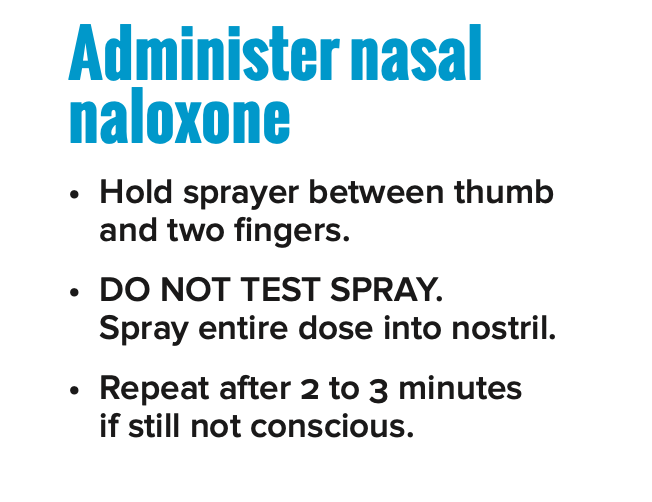 Administer nasal
naloxone
• Hold sprayer between thumb
and two fingers.
• DO NOT TEST SPRAY.
Spray entire dose into nostril.
• Repeat after 2 to 3 minutes
if still not conscious.